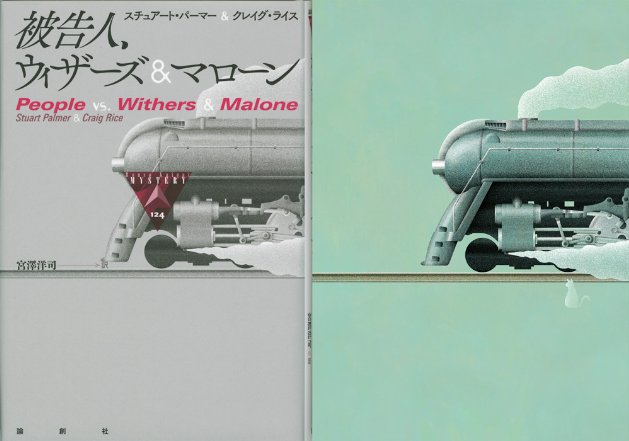 スチュアート・パーマー & クレイグ・ライス
被告人、
ウィザーズ&マローン
People vs. Withers & Malone
Stuart Palmer & Craig Rice
MYSTERY
124
宮澤洋司 訳
論創社